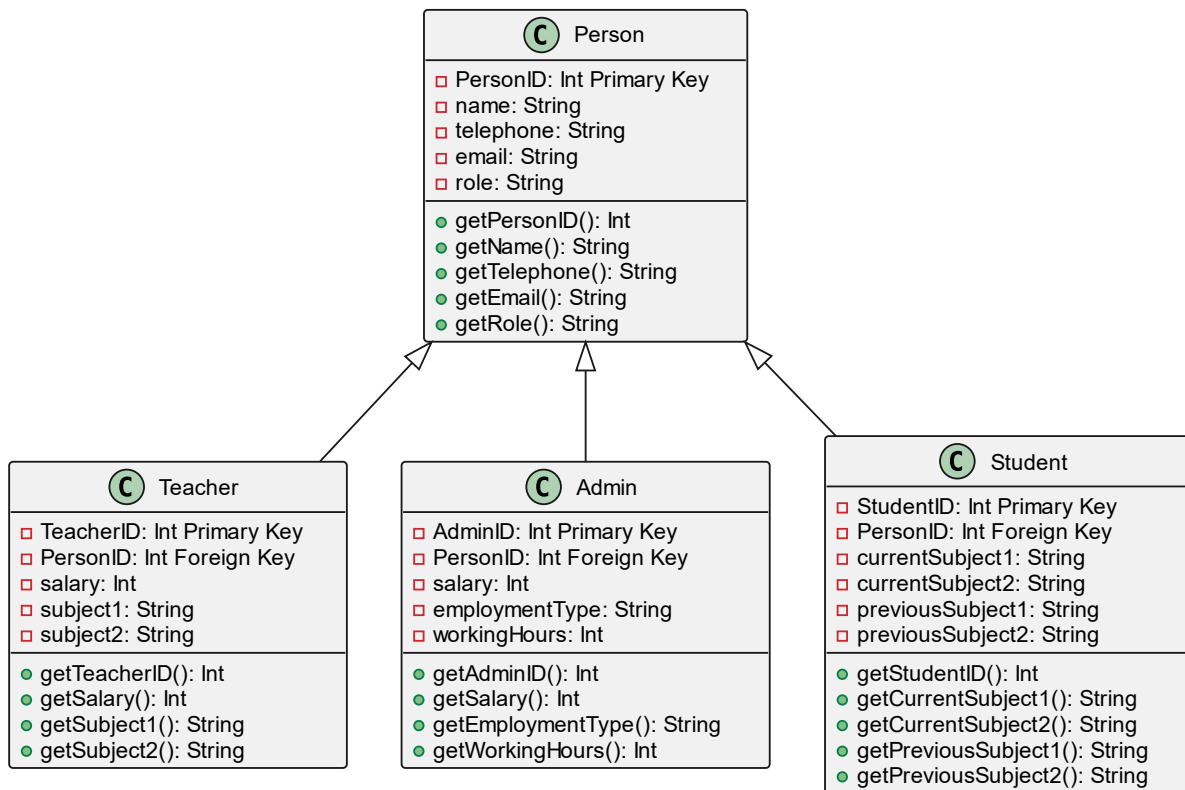 C Person
PersonID: Int Primary Key
name: String
telephone: String
email: String
role: String
getPersonID(): Int
getName(): String
getTelephone(): String
getEmail(): String
getRole(): String
C Teacher
TeacherID: Int Primary Key
PersonID: Int Foreign Key
salary: Int
subject1: String
subject2: String
getTeacherID(): Int
getSalary(): Int
getSubject1(): String
getSubject2(): String
C Admin
AdminID: Int Primary Key
PersonID: Int Foreign Key
salary: Int
employmentType: String
workingHours: Int
getAdminID(): Int
getSalary(): Int
getEmploymentType(): String
getWorkingHours(): Int
C Student
StudentID: Int Primary Key
PersonID: Int Foreign Key
currentSubject1: String
currentSubject2: String
previousSubject1: String
previousSubject2: String
getStudentID(): Int
getCurrentSubject1(): String
getCurrentSubject2(): String
getPreviousSubject1(): String
getPreviousSubject2(): String